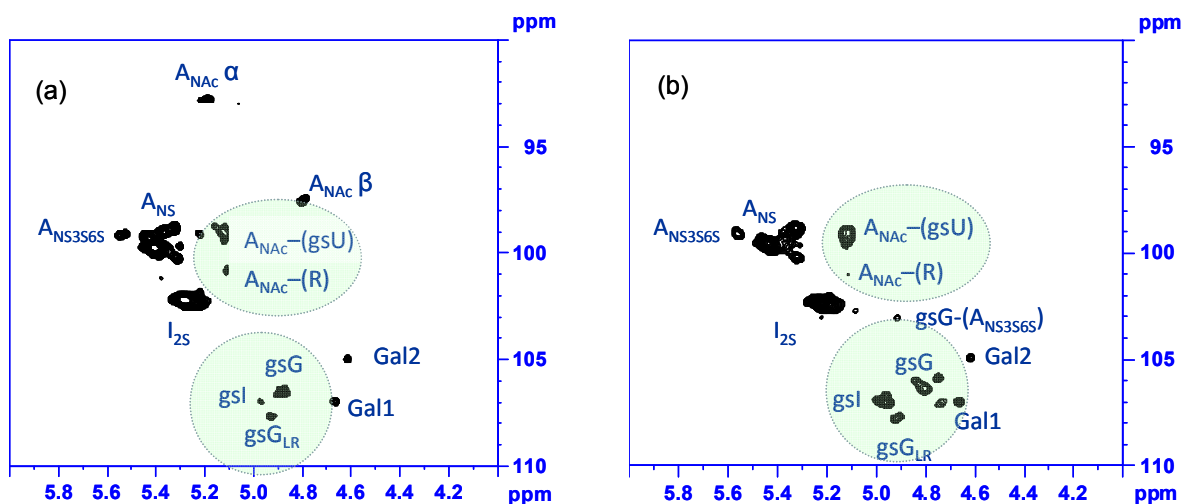 ppm
(a)
A_NAc α
95
A_NAc β
A_NS
A_NS3S6S
A_NAc–(gsU)
100
A_NAc–(R)
I_2S
Gal2
105
gsG
gsI
Gal1
gsG_LR
110
5.8 5.6 5.4 5.2 5.0 4.8 4.6 4.4 4.2 ppm
ppm
(b)
95
A_NS
A_NS3S6S
A_NAc–(gsU)
100
A_NAc–(R)
I_2S
gsG-(A_NS3S6S)
Gal2
105
gsG
gsI
Gal1
gsG_LR
110
5.8 5.6 5.4 5.2 5.0 4.8 4.6 4.4 4.2 ppm